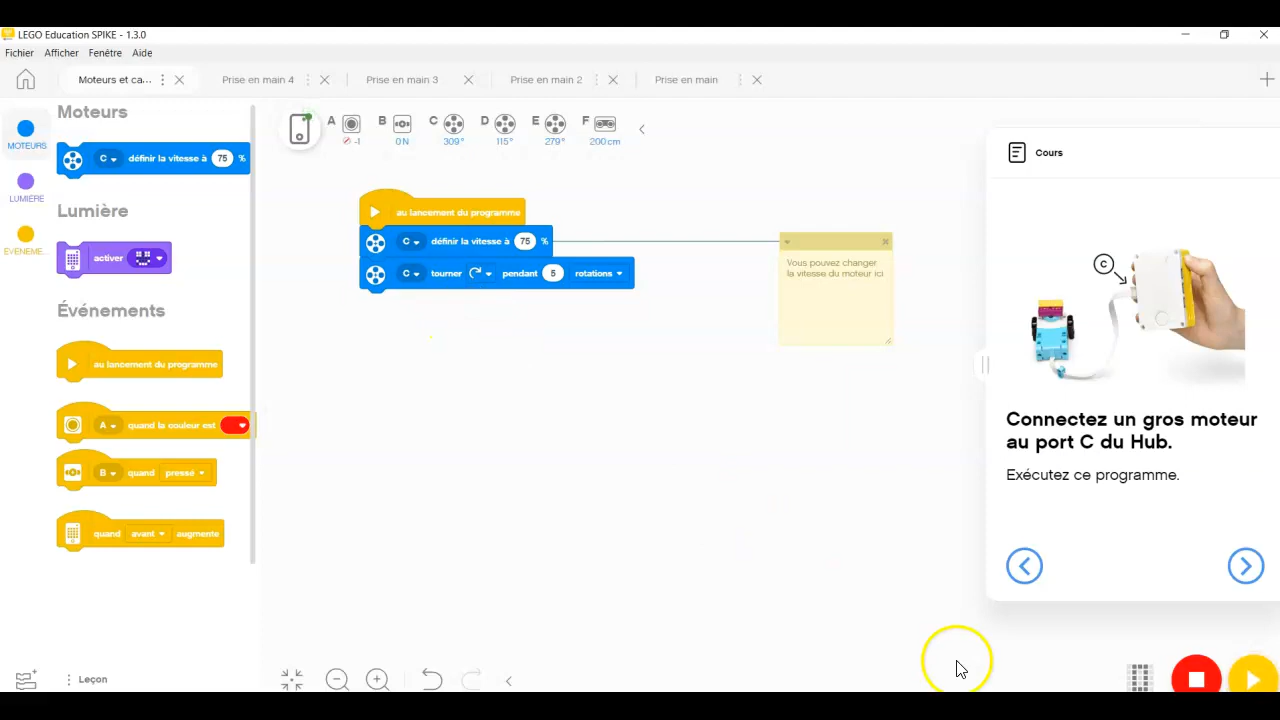 LEGO Education SPIKE - 1.3.0
Fichier Afficher Fenêtre Aide
Moteurs et ca... Prise en main 4 Prise en main 3 Prise en main 2 Prise en main
Moteurs
MOTEURS
C définir la vitesse à 75 %
LUMIÈRE
Lumière
activer
EVENEME...
Événements
au lancement du programme
A quand la couleur est
B quand pressé
quand avant augmente
Leçon
A B C D E F
-1 0N 309° 115° 279° 200cm
au lancement du programme
C définir la vitesse à 75 %
C tourner pendant 5 rotations
Vous pouvez changer
la vitesse du moteur ici
Cours
C
Connectez un gros moteur
au port C du Hub.
Exécutez ce programme.